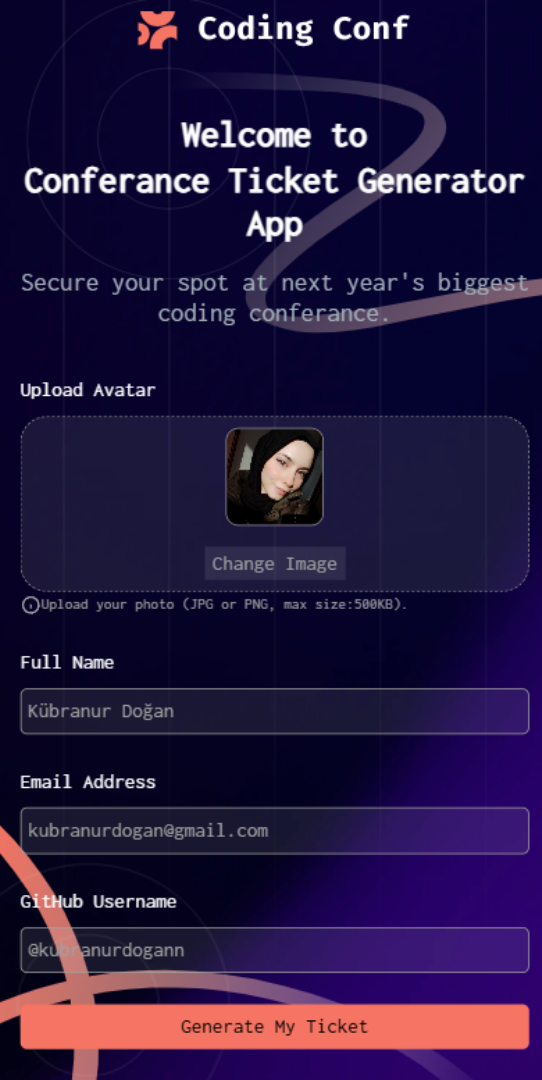 Coding Conf
Welcome to
Conferance Ticket Generator
App
Secure your spot at next year's biggest
coding conferance.
Upload Avatar
Change Image
Upload your photo (JPG or PNG, max size:500KB).
Full Name
Kübranur Doğan
Email Address
kubranurdogan@gmail.com
GitHub Username
@kubranurdogann
Generate My Ticket